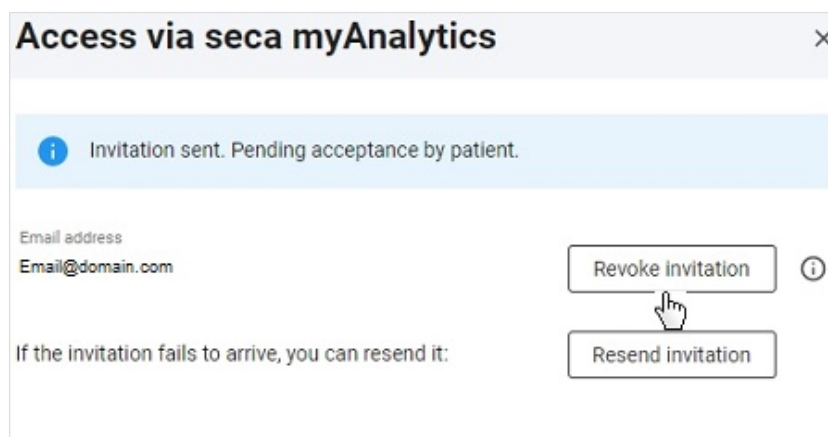 Access via seca myAnalytics
Invitation sent. Pending acceptance by patient.
Email address
Email@domain.com
Revoke invitation
If the invitation fails to arrive, you can resend it:
Resend invitation